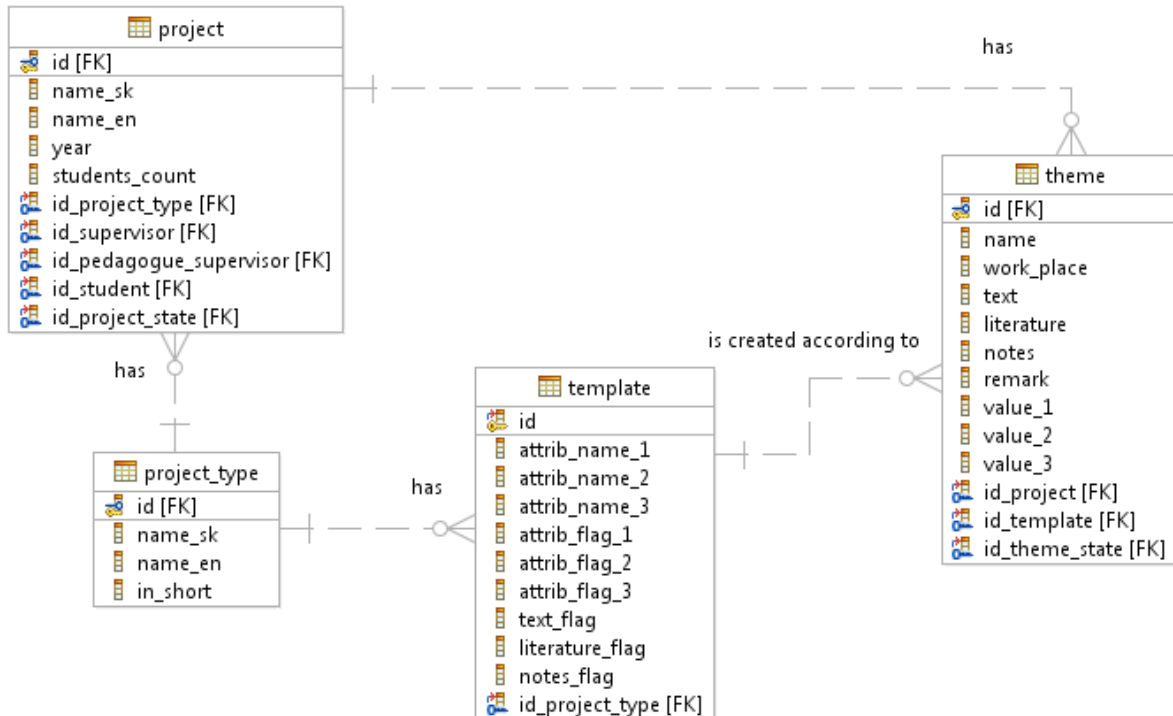 project
id [FK]
name_sk
name_en
year
students_count
id_project_type [FK]
id_supervisor [FK]
id_pedagogue_supervisor [FK]
id_student [FK]
id_project_state [FK]
has
theme
id [FK]
name
work_place
text
literature
notes
remark
value_1
value_2
value_3
id_project [FK]
id_template [FK]
id_theme_state [FK]
is created according to
has
project_type
id [FK]
name_sk
name_en
in_short
has
template
id
attrib_name_1
attrib_name_2
attrib_name_3
attrib_flag_1
attrib_flag_2
attrib_flag_3
text_flag
literature_flag
notes_flag
id_project_type [FK]